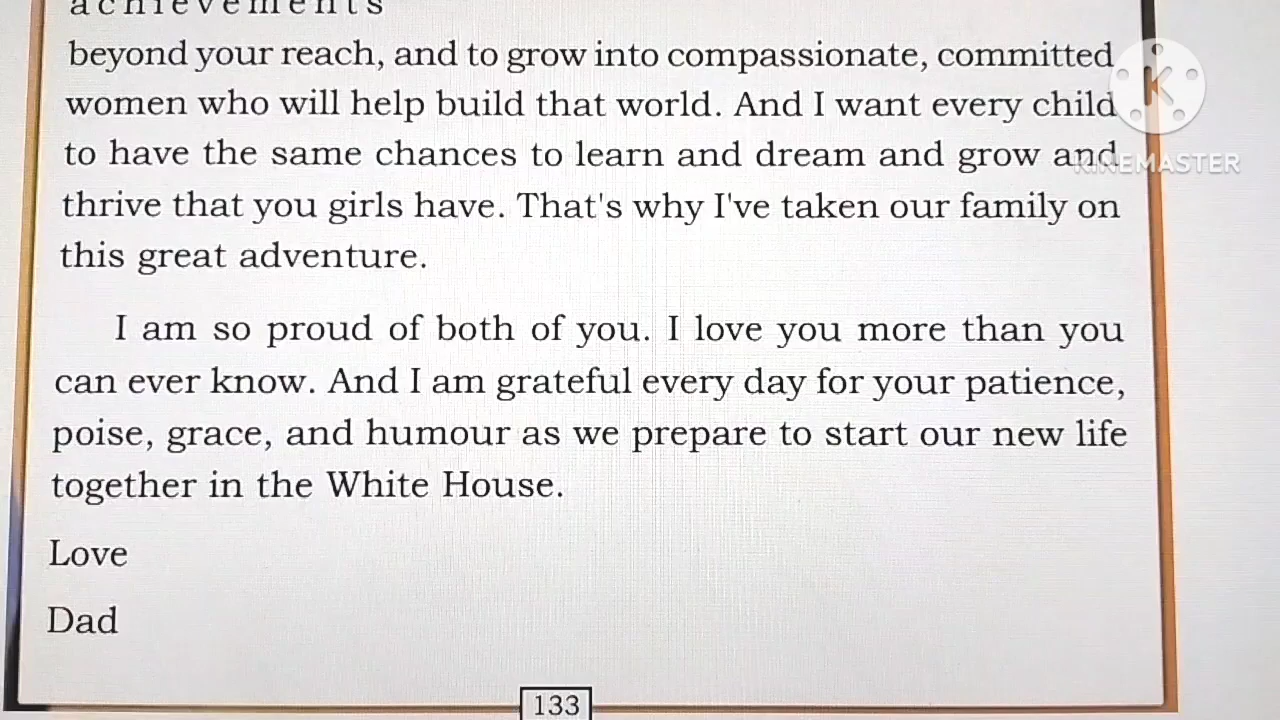 achievements
beyond your reach, and to grow into compassionate, committed
women who will help build that world. And I want every child
to have the same chances to learn and dream and grow and
thrive that you girls have. That's why I've taken our family on
this great adventure.
I am so proud of both of you. I love you more than you
can ever know. And I am grateful every day for your patience,
poise, grace, and humour as we prepare to start our new life
together in the White House.
Love
Dad
133
K
KINEMASTER